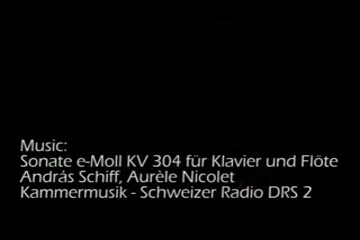 Music:
Sonate e-Moll KV 304 für Klavier und Flöte
András Schiff, Aurèle Nicolet
Kammermusik - Schweizer Radio DRS 2